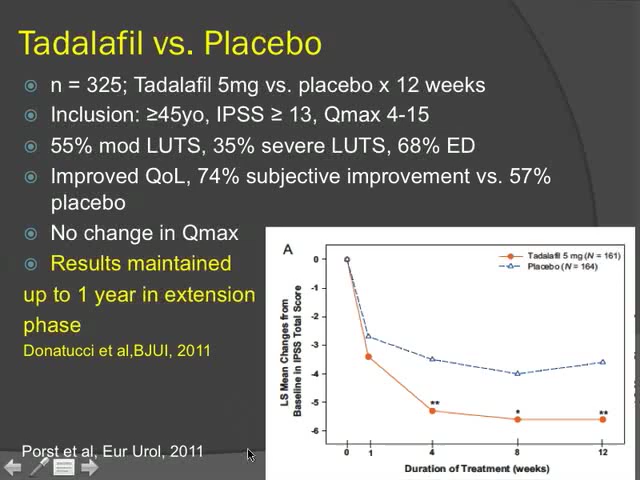 Tadalafil vs. Placebo
n = 325; Tadalafil 5mg vs. placebo x 12 weeks
Inclusion: ≥45yo, IPSS ≥ 13, Qmax 4-15
55% mod LUTS, 35% severe LUTS, 68% ED
Improved QoL, 74% subjective improvement vs. 57%
placebo
No change in Qmax
Results maintained
up to 1 year in extension
phase
Donatucci et al,BJUI, 2011
Porst et al, Eur Urol, 2011
A
Tadalafil 5 mg (N = 161)
Placebo (N = 164)
LS Mean Changes from
Baseline in IPSS Total Score
0
-1
-2
-3
-4
-5
-6
**
*
**
0 1 4 8 12
Duration of Treatment (weeks)